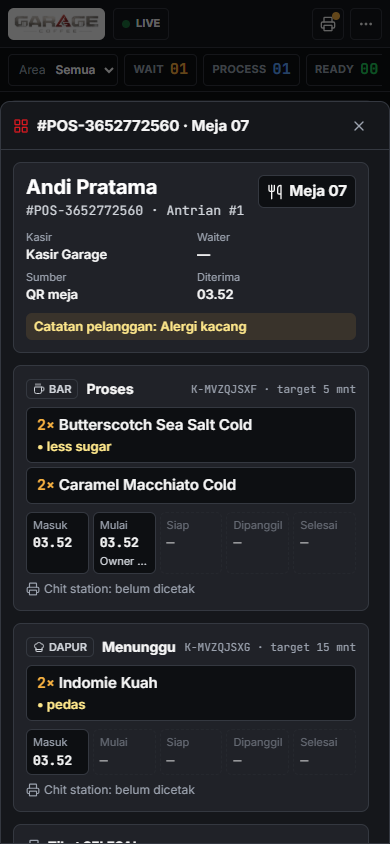 GARAGE
COFFEE
LIVE
Area Semua
WAIT 01
PROCESS 01
READY 00
#POS-3652772560 · Meja 07
Andi Pratama
Meja 07
#POS-3652772560 · Antrian #1
Kasir
Waiter
Kasir Garage
—
Sumber
Diterima
QR meja
03.52
Catatan pelanggan: Alergi kacang
BAR Proses K-MVZQJSXF · target 5 mnt
2× Butterscotch Sea Salt Cold
• less sugar
2× Caramel Macchiato Cold
Masuk Mulai Siap Dipanggil Selesai
03.52 03.52 — — —
Owner ...
Chit station: belum dicetak
DAPUR Menunggu K-MVZQJSXG · target 15 mnt
2× Indomie Kuah
• pedas
Masuk Mulai Siap Dipanggil Selesai
03.52 — — — —
Chit station: belum dicetak